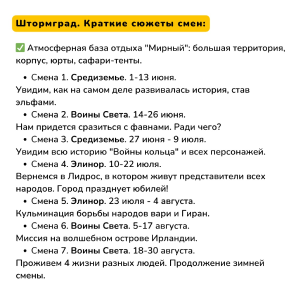 Штормград. Краткие сюжеты смен:
✅ Атмосферная база отдыха "Мирный": большая территория,
корпус, юрты, сафари-тенты.
• Смена 1. Средиземье. 1-13 июня.
Увидим, как на самом деле развивалась история, став
эльфами.
• Смена 2. Воины Света. 14-26 июня.
Нам придется сразиться с фавнами. Ради чего?
• Смена 3. Средиземье. 27 июня - 9 июля.
Увидим всю историю "Войны кольца" и всех персонажей.
• Смена 4. Элинор. 10-22 июля.
Вернемся в Лидрос, в котором живут представители всех
народов. Город празднует юбилей!
• Смена 5. Элинор. 23 июля - 4 августа.
Кульминация борьбы народов вари и Гиран.
• Смена 6. Воины Света. 5-17 августа.
Миссия на волшебном острове Ирландии.
• Смена 7. Воины Света. 18-30 августа.
Проживем 4 жизни разных людей. Продолжение зимней
смены.